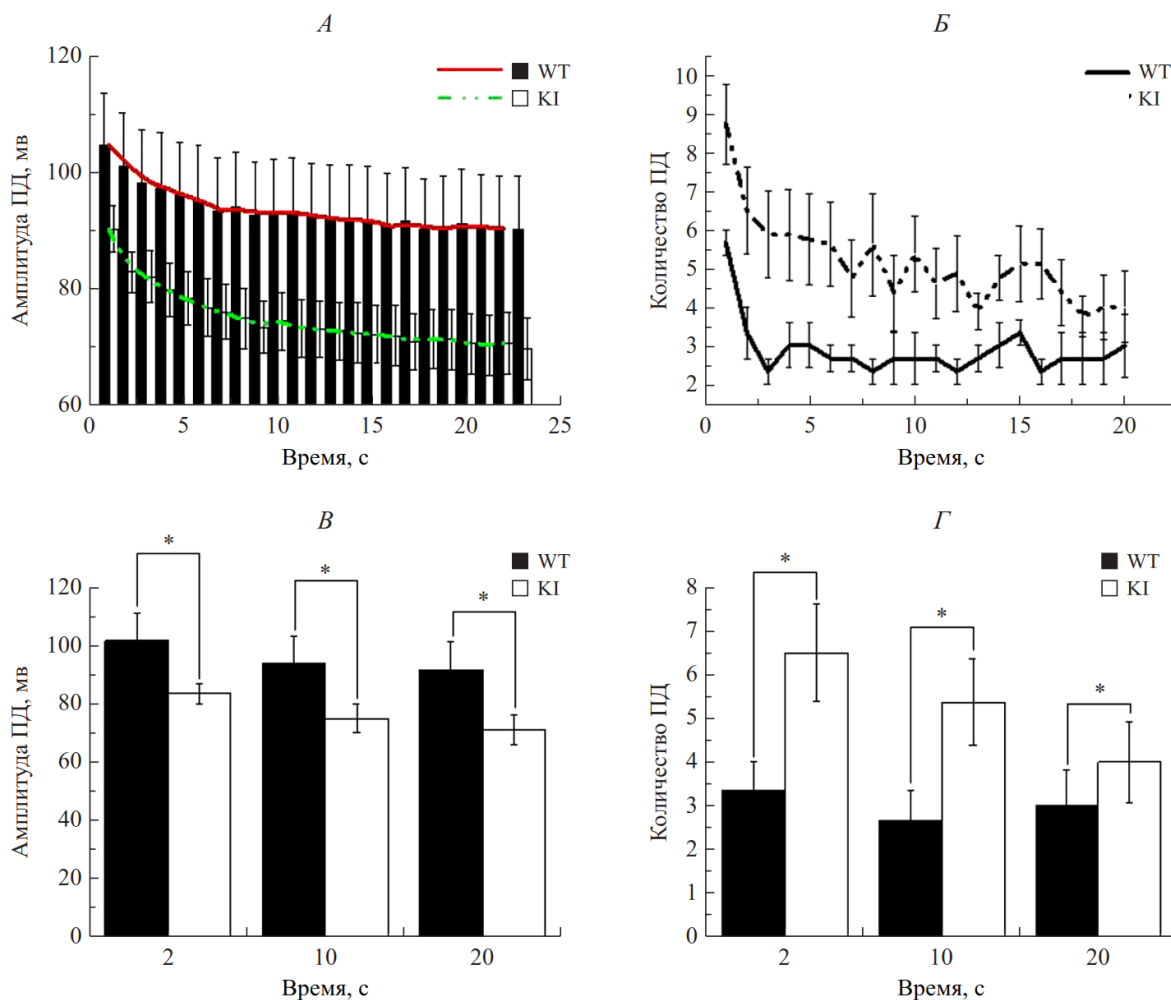 А
120
100
80
60
Амплитуда ПД, мв
WT
KI
0 5 10 15 20 25
Время, с
Б
10
9
8
7
6
5
4
3
2
Количество ПД
WT
KI
0 5 10 15 20
Время, с
В
120
100
80
60
40
20
0
Амплитуда ПД, мв
WT
KI
* * *
2 10 20
Время, с
Г
8
7
6
5
4
3
2
1
0
Количество ПД
WT
KI
* * *
2 10 20
Время, с